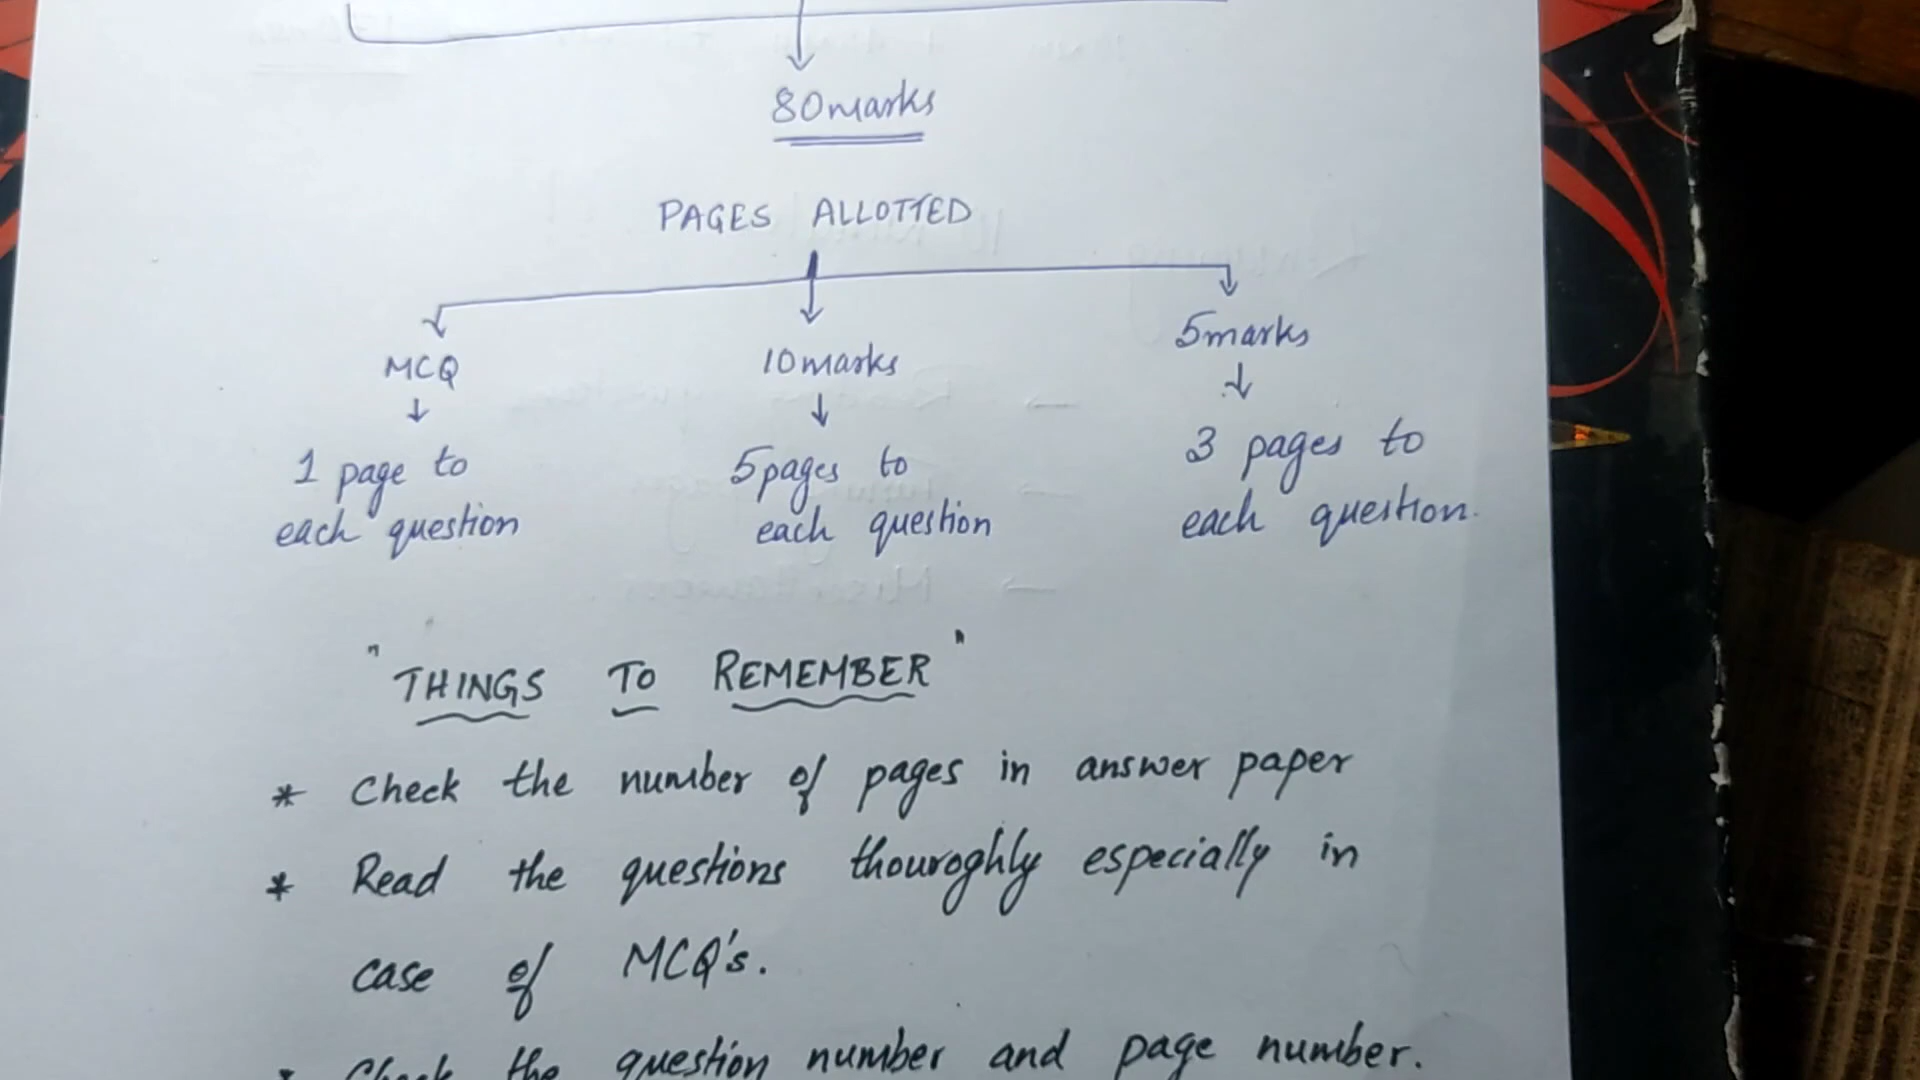 80marks
PAGES ALLOTTED
MCQ
1 page to
each question
10marks
5pages to
each question
5marks
3 pages to
each question.
"THINGS TO REMEMBER"
* Check the number of pages in answer paper
* Read the questions thouroghly especially in
case of MCQ's.
* Check the question number and page number.